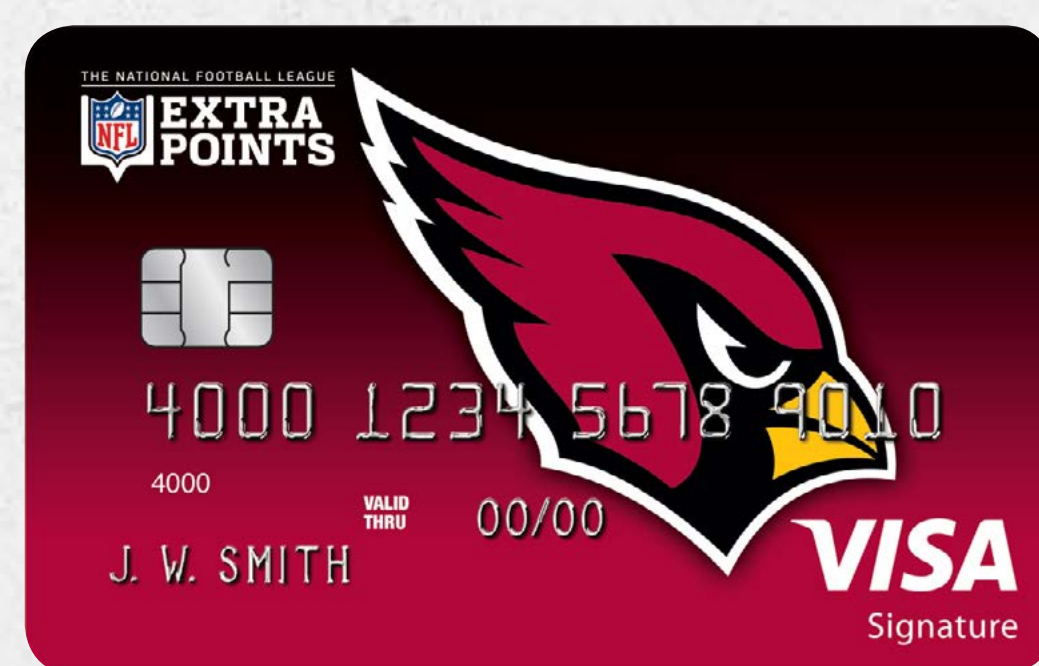 THE NATIONAL FOOTBALL LEAGUE
NFL
EXTRA
POINTS
4000 1234 5678 9010
4000
VALID
THRU
00/00
J. W. SMITH
VISA
Signature